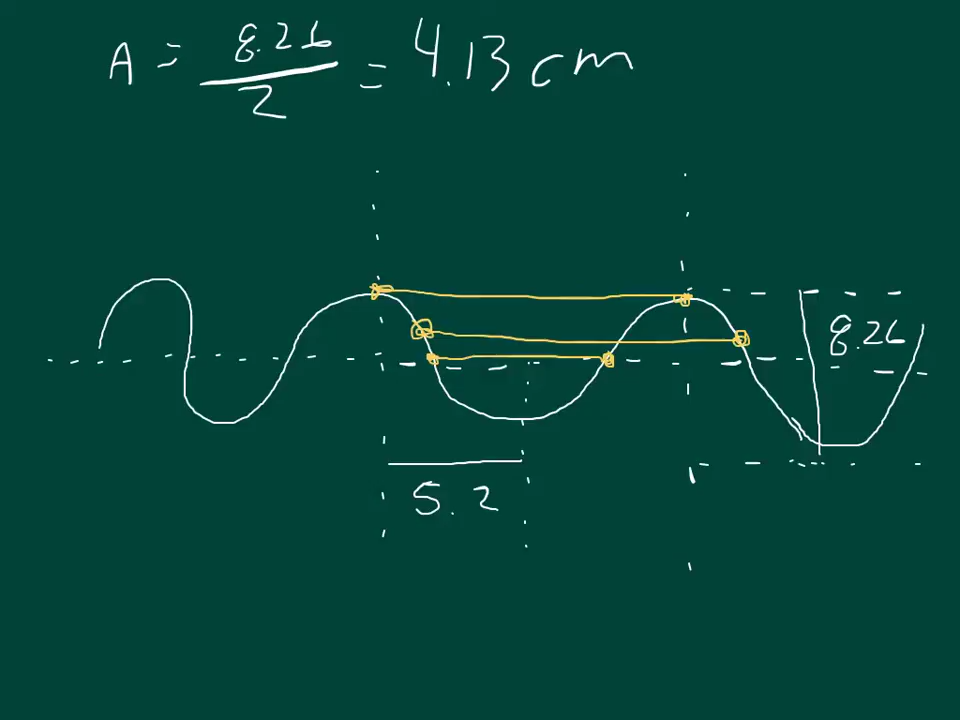 A = 8.26/2 = 4.13 cm
8.26
5.2